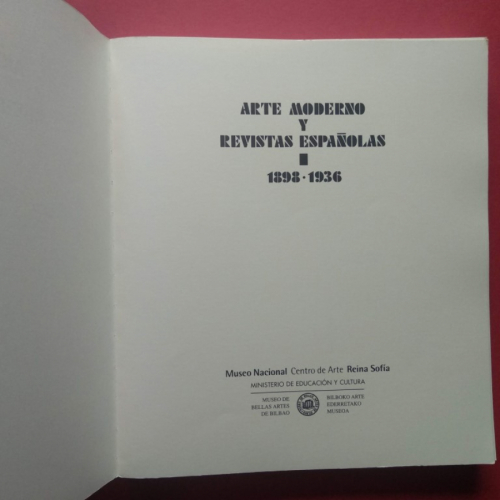 ARTE MODERNO
Y
REVISTAS ESPAÑOLAS
1898 · 1936
Museo Nacional Centro de Arte Reina Sofía
MINISTERIO DE EDUCACIÓN Y CULTURA
MUSEO DE
BELLAS ARTES
DE BILBAO
BILBOKO ARTE
EDERRETAKO
MUSEOA